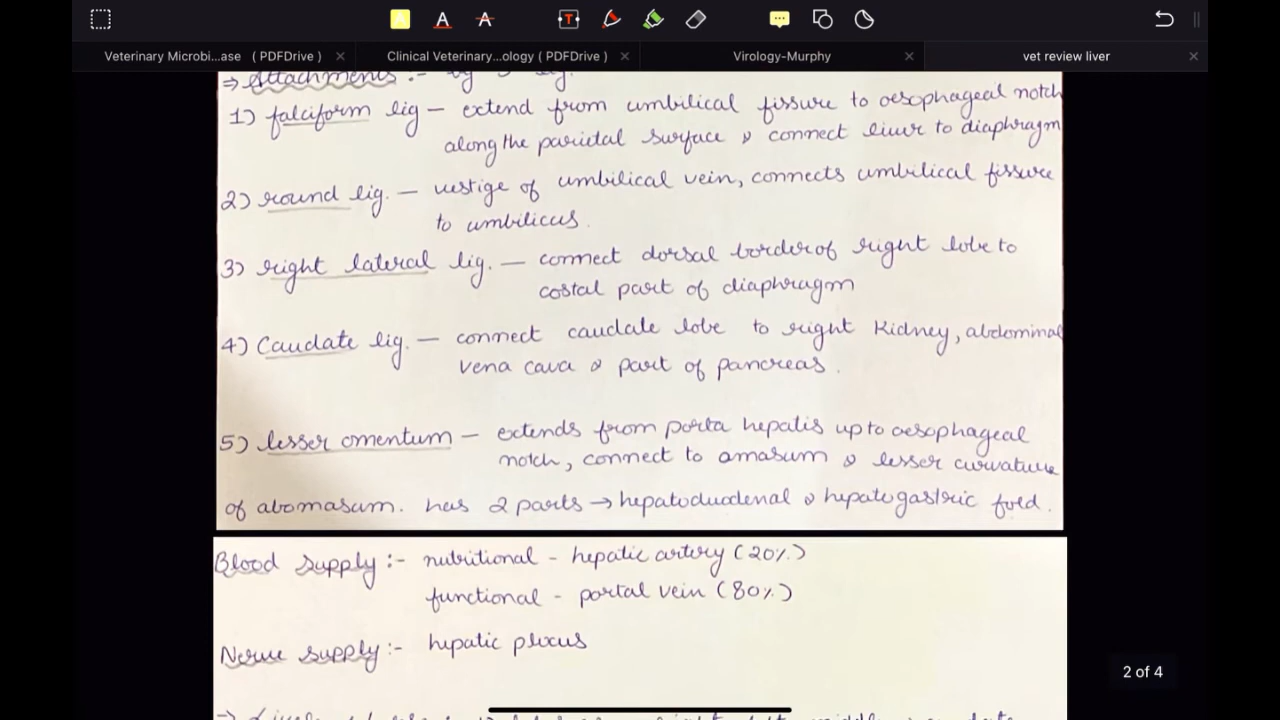 A A A T
Veterinary Microbi...ase ( PDFDrive ) × Clinical Veterinary...ology ( PDFDrive ) × Virology-Murphy × vet review liver ×
⇒ Attachments :- by 5 lig.
1) falciform lig — extend from umbilical fissure to oesophageal notch
along the parietal surface & connect liver to diaphragm
2) round lig. — vestige of umbilical vein, connects umbilical fissure
to umbilicus.
3) right lateral lig. — connect dorsal border of right lobe to
costal part of diaphragm
4) Caudate lig. — connect caudate lobe to right Kidney, abdominal
vena cava & part of pancreas.
5) lesser omentum — extends from porta hepatis upto oesophageal
notch, connect to omasum & lesser curvature
of abomasum. has 2 parts → hepatoduodenal & hepatogastric fold.
Blood supply :- nutritional - hepatic artery (20%)
functional - portal vein (80%)
Nerve supply :- hepatic plexus
2 of 4